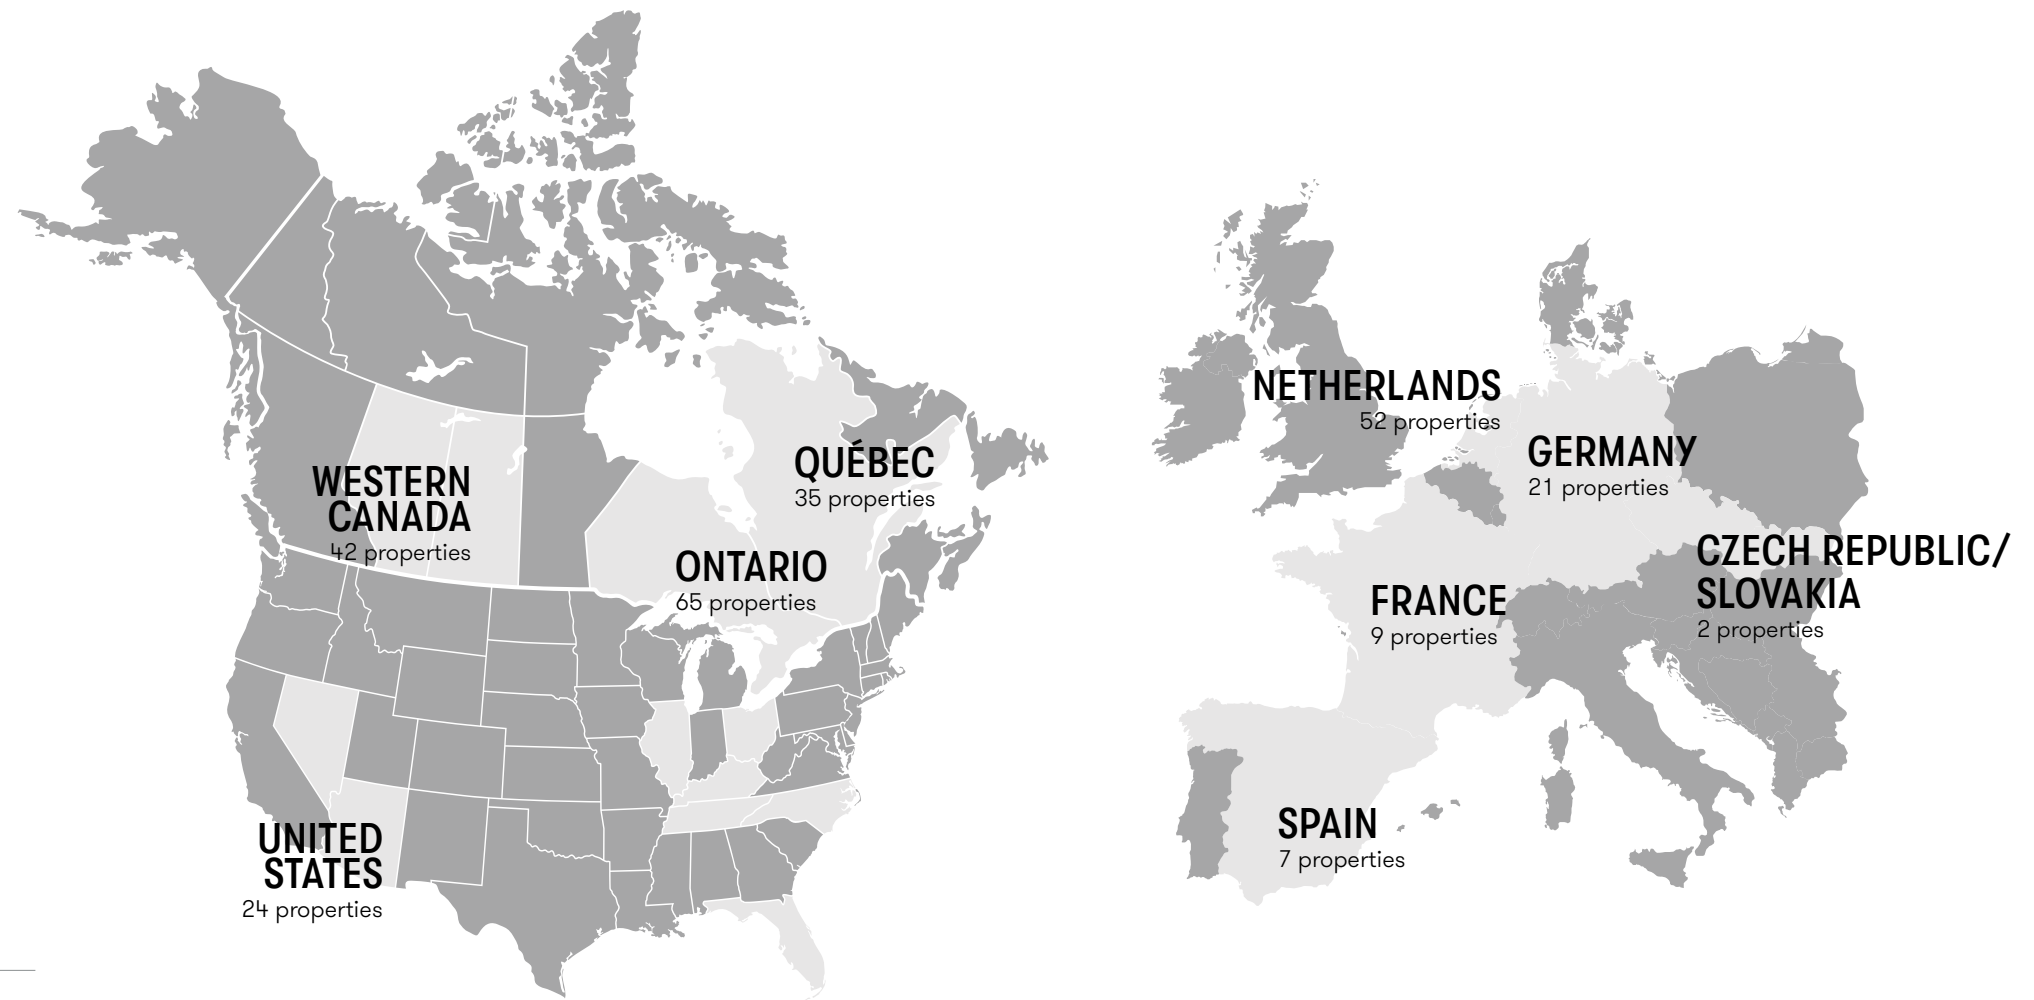 WESTERN
CANADA
42 properties
QUÉBEC
35 properties
ONTARIO
65 properties
UNITED
STATES
24 properties
NETHERLANDS
52 properties
GERMANY
21 properties
CZECH REPUBLIC/
SLOVAKIA
2 properties
FRANCE
9 properties
SPAIN
7 properties